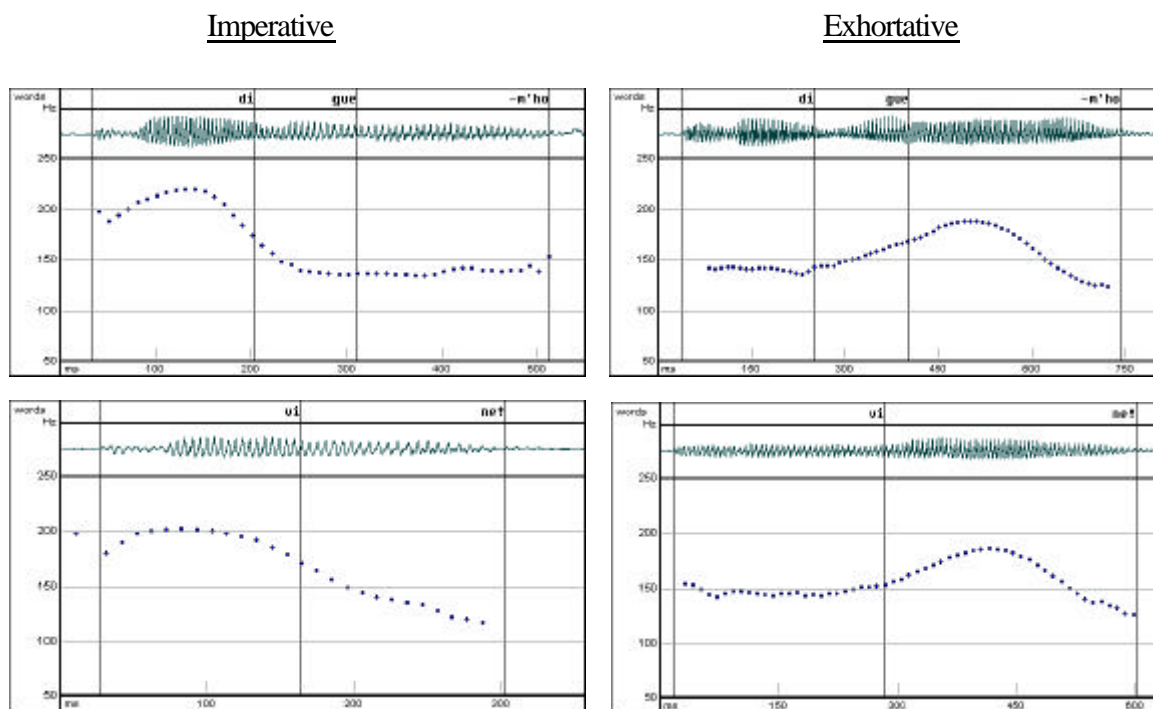 Imperative Exhortative
words di gue -m'ho
Hz
250
200
150
100
50
ms 100 200 300 400 500
words di gue -m'ho
Hz
250
200
150
100
50
ms 150 300 450 600 750
words vi ne!
Hz
250
200
150
100
50
ms 100 200 200
words vi ne!
Hz
250
200
150
100
50
ms 150 300 450 600